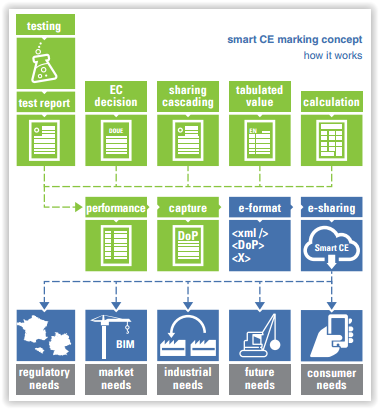 testing
smart CE marking concept
how it works
test report
EC
decision
sharing
cascading
tabulated
value
calculation
DOUE
EN
performance
capture
e-format
e-sharing
DoP
<xml />
<DoP>
<X>
Smart CE
BIM
regulatory
needs
market
needs
industrial
needs
future
needs
consumer
needs